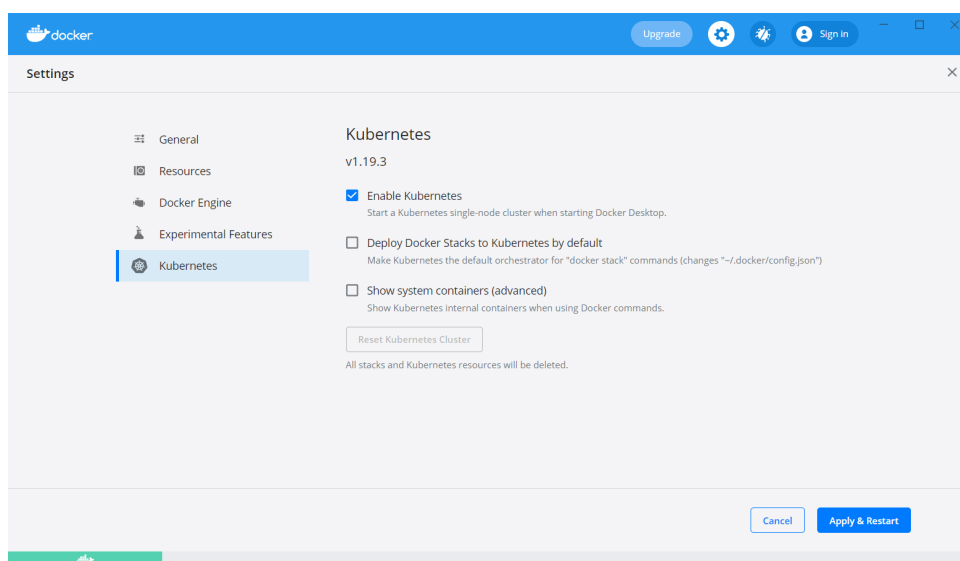 docker
Upgrade
Sign in
Settings
General
Resources
Docker Engine
Experimental Features
Kubernetes
Kubernetes
v1.19.3
Enable Kubernetes
Start a Kubernetes single-node cluster when starting Docker Desktop.
Deploy Docker Stacks to Kubernetes by default
Make Kubernetes the default orchestrator for "docker stack" commands (changes "~/.docker/config.json")
Show system containers (advanced)
Show Kubernetes internal containers when using Docker commands.
Reset Kubernetes Cluster
All stacks and Kubernetes resources will be deleted.
Cancel
Apply & Restart